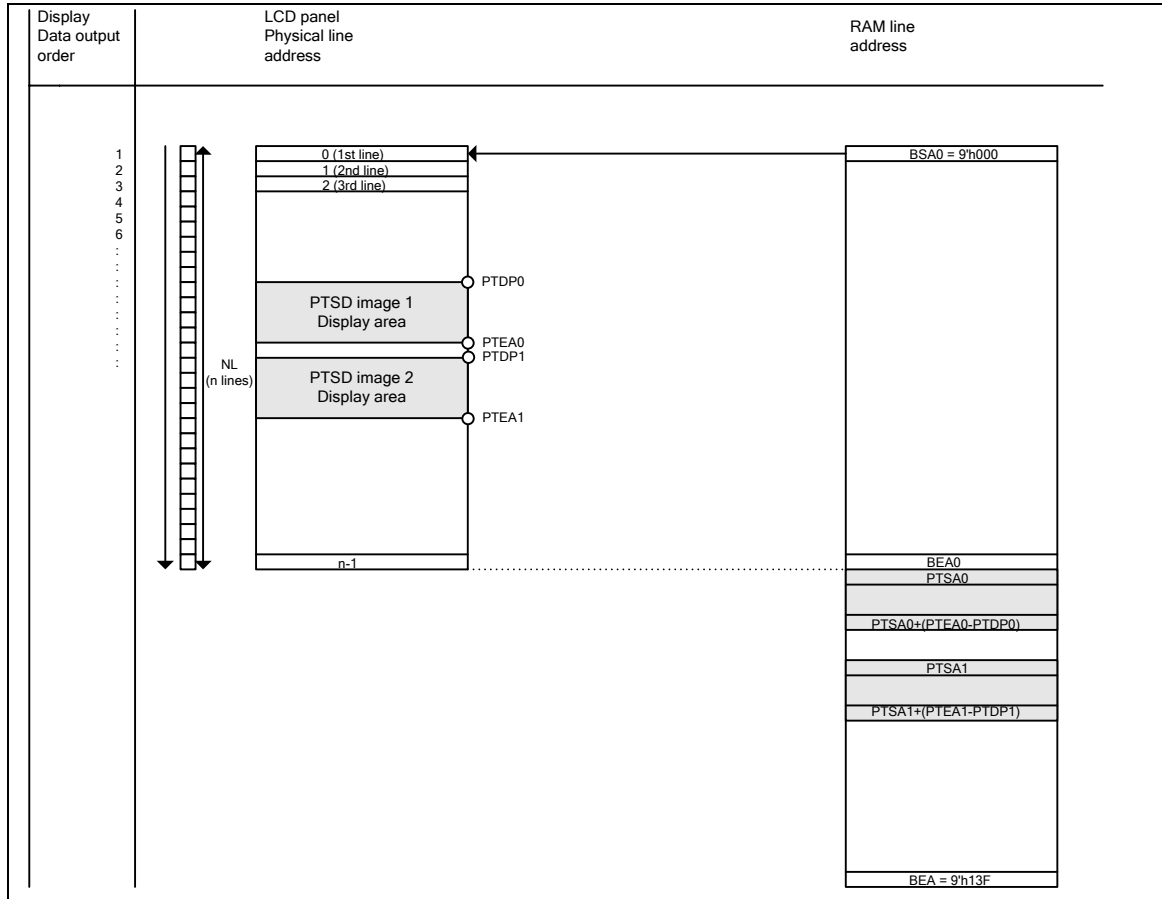 Display
Data output
order
LCD panel
Physical line
address
RAM line
address
1
2
3
4
5
6
:
:
:
:
:
:
:
:
NL
(n lines)
0 (1st line)
1 (2nd line)
2 (3rd line)
PTDP0
PTSD image 1
Display area
PTEA0
PTDP1
PTSD image 2
Display area
PTEA1
n-1
BSA0 = 9'h000
BEA0
PTSA0
PTSA0+(PTEA0-PTDP0)
PTSA1
PTSA1+(PTEA1-PTDP1)
BEA = 9'h13F